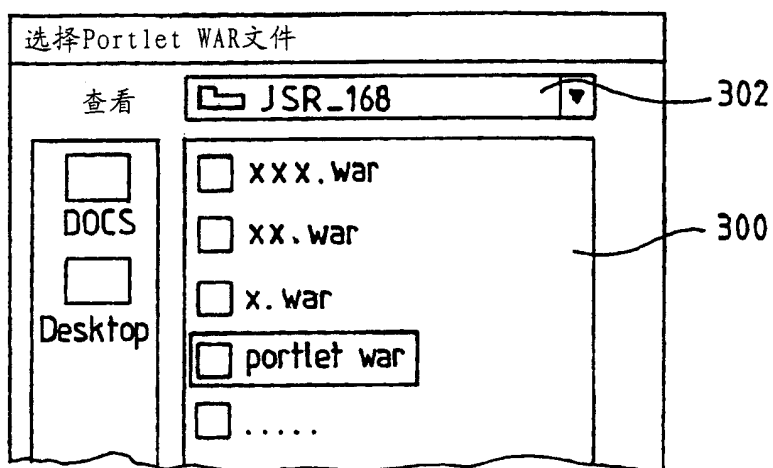 选择Portlet WAR文件
查看
JSR_168
302
DOCS
Desktop
xxx.war
xx.war
x.war
portlet war
.....
300